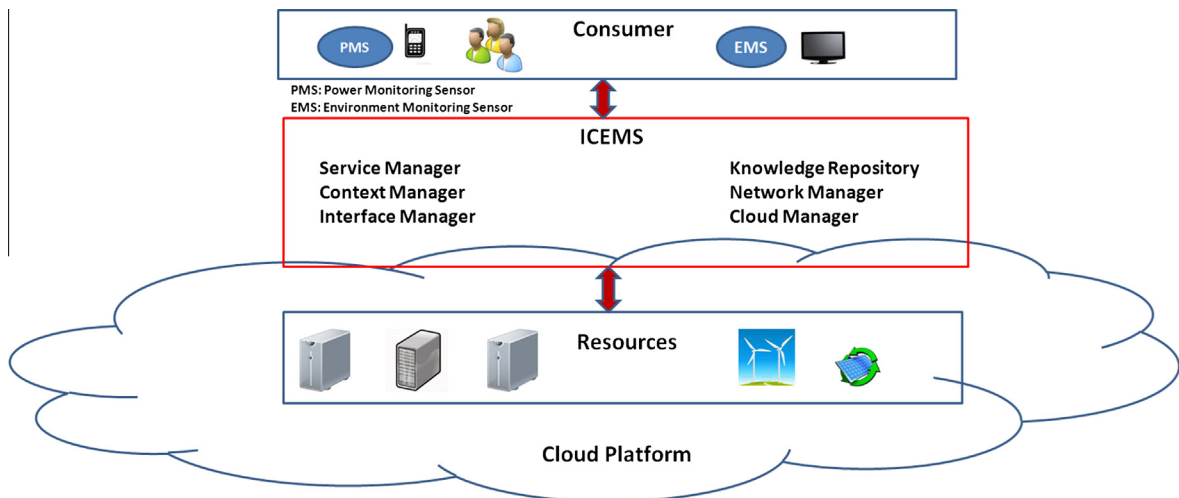 Consumer
PMS
EMS
PMS: Power Monitoring Sensor
EMS: Environment Monitoring Sensor
ICEMS
Service Manager
Context Manager
Interface Manager
Knowledge Repository
Network Manager
Cloud Manager
Resources
Cloud Platform